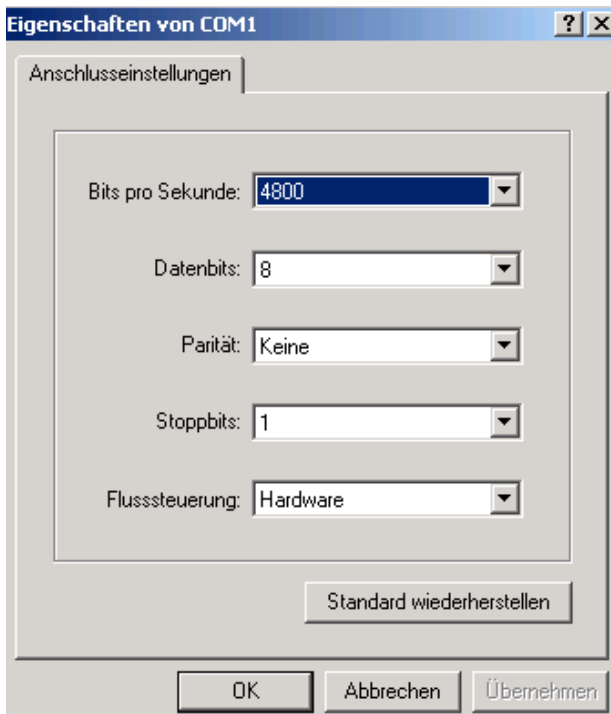 Eigenschaften von COM1
Anschlusseinstellungen
Bits pro Sekunde: 4800
Datenbits: 8
Parität: Keine
Stoppbits: 1
Flusssteuerung: Hardware
Standard wiederherstellen
OK Abbrechen Übernehmen